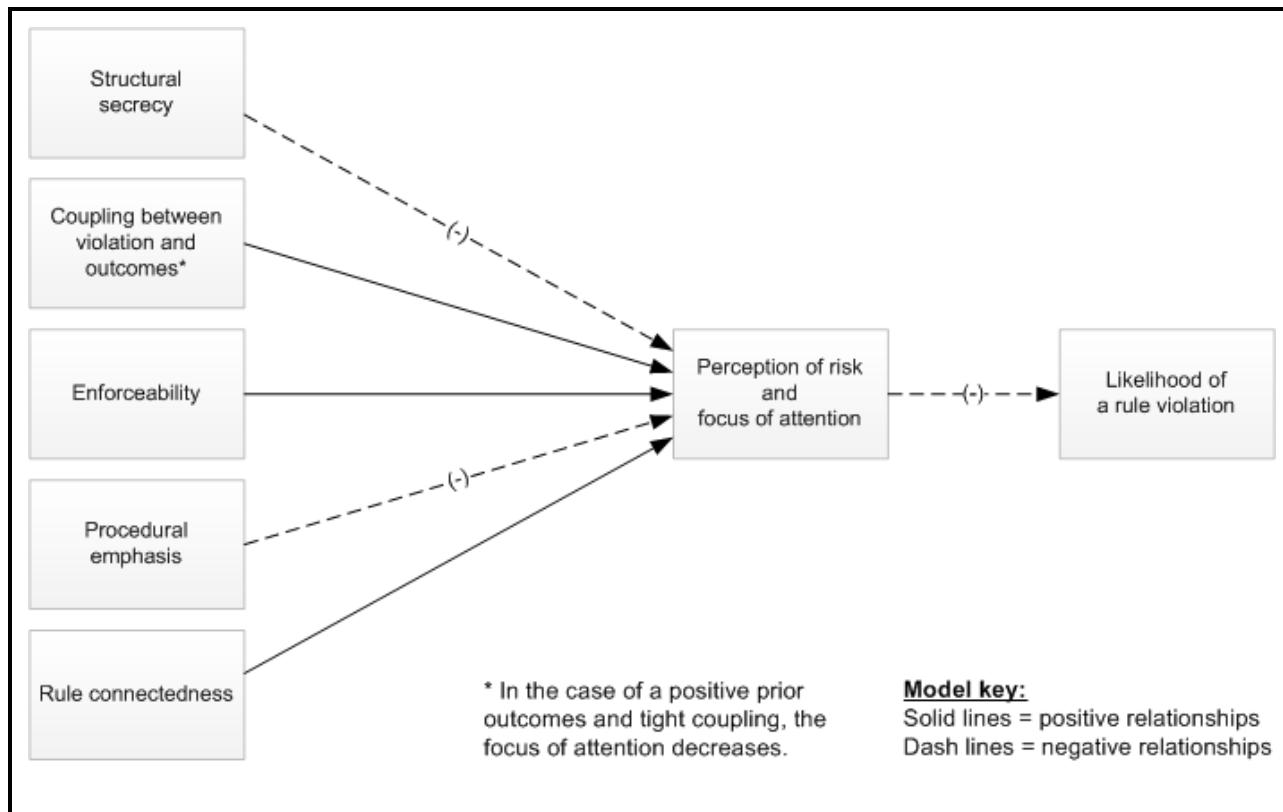 Structural
secrecy
Coupling between
violation and
outcomes*
Enforceability
Procedural
emphasis
Rule connectedness
(-)
(-)
Perception of risk
and
focus of attention
(-)
Likelihood of
a rule violation
* In the case of a positive prior
outcomes and tight coupling, the
focus of attention decreases.
Model key:
Solid lines = positive relationships
Dash lines = negative relationships